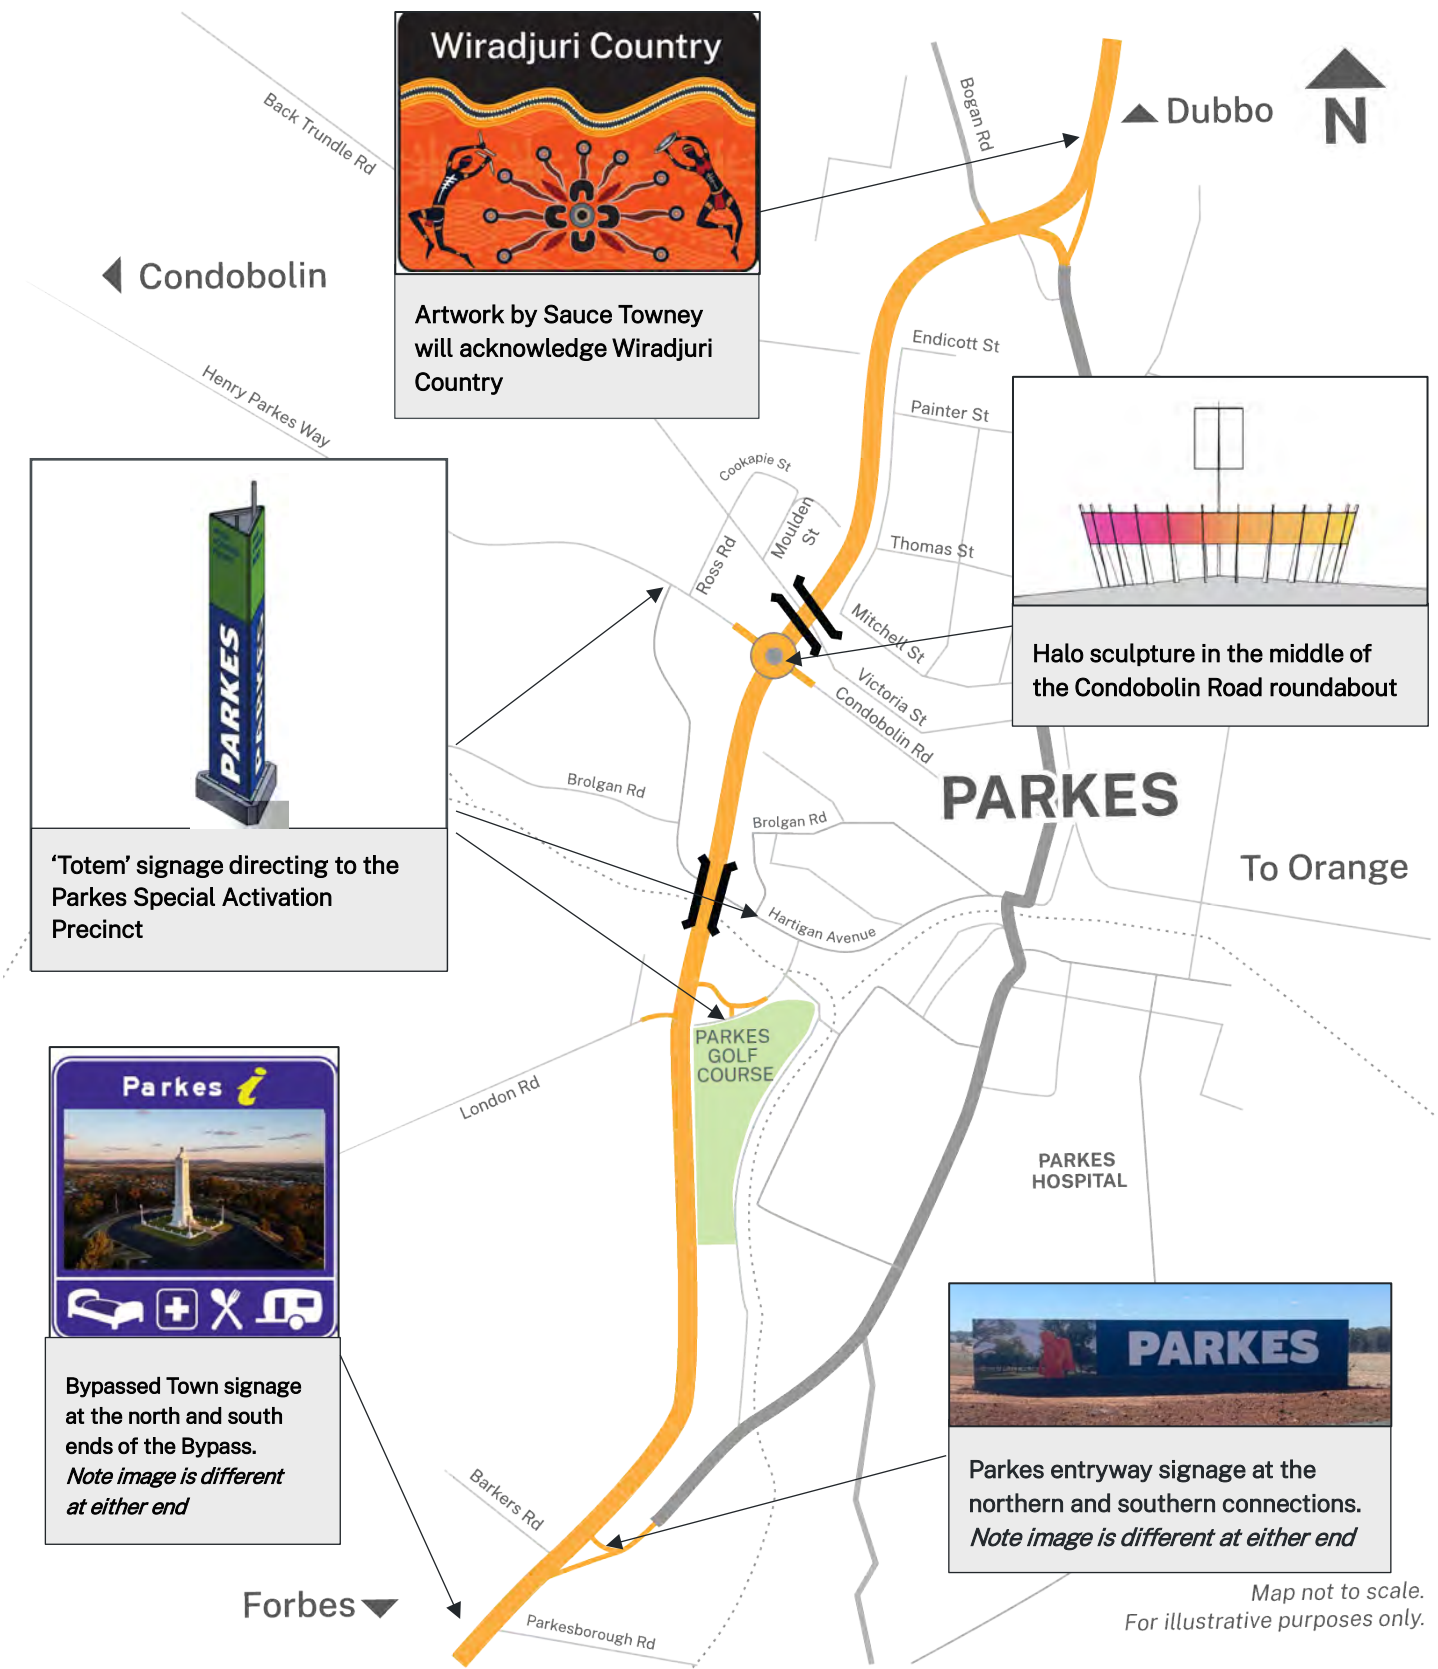 Wiradjuri Country
Artwork by Sauce Towney
will acknowledge Wiradjuri
Country
Back Trundle Rd
Bogan Rd
Dubbo
N
Condobolin
Henry Parkes Way
Endicott St
Painter St
Cookapie St
Moulden
St
Ross Rd
Thomas St
Mitchell St
Victoria St
Condobolin Rd
Halo sculpture in the middle of
the Condobolin Road roundabout
PARKES
PARKES
‘Totem’ signage directing to the
Parkes Special Activation
Precinct
Brolgan Rd
Brolgan Rd
PARKES
To Orange
Hartigan Avenue
PARKES
GOLF
COURSE
London Rd
PARKES
HOSPITAL
Parkes i
Bypassed Town signage
at the north and south
ends of the Bypass.
Note image is different
at either end
PARKES
Parkes entryway signage at the
northern and southern connections.
Note image is different at either end
Barkers Rd
Forbes
Parkesborough Rd
Map not to scale.
For illustrative purposes only.